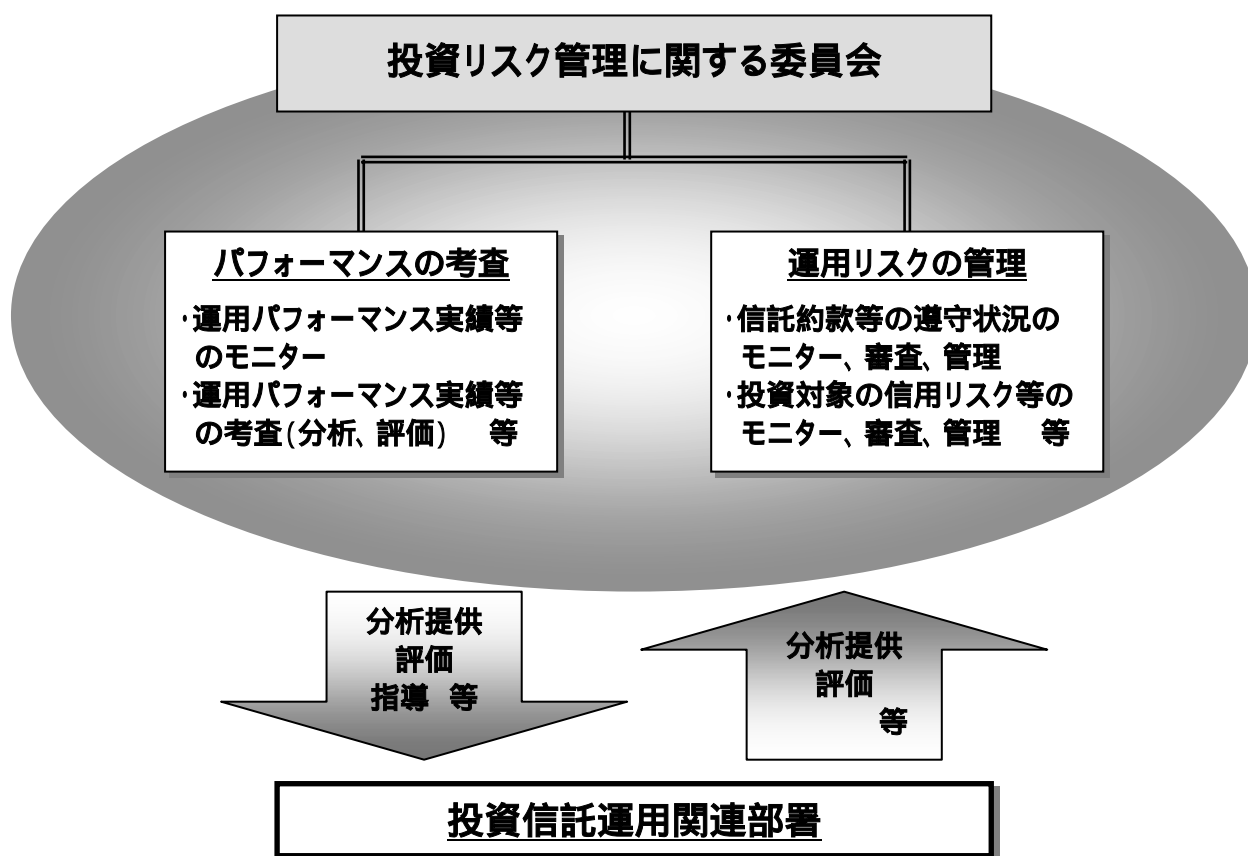 投資リスク管理に関する委員会
パフォーマンスの考査
・運用パフォーマンス実績等
のモニター
・運用パフォーマンス実績等
の考査(分析、評価) 等
運用リスクの管理
・信託約款等の遵守状況の
モニター、審査、管理
・投資対象の信用リスク等の
モニター、審査、管理 等
分析提供
評価
指導 等
分析提供
評価
等
投資信託運用関連部署